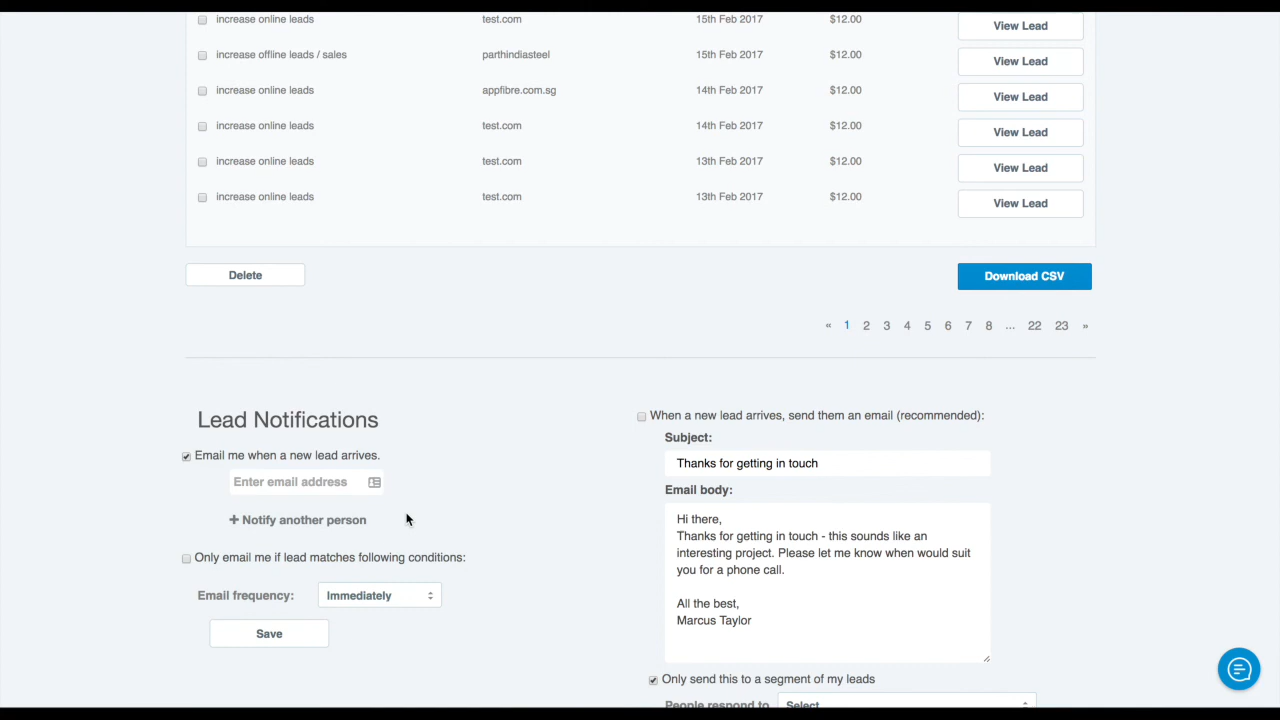 increase online leads test.com 15th Feb 2017 $12.00 View Lead
increase offline leads / sales parthindiasteel 15th Feb 2017 $12.00 View Lead
increase online leads appfibre.com.sg 14th Feb 2017 $12.00 View Lead
increase online leads test.com 14th Feb 2017 $12.00 View Lead
increase online leads test.com 13th Feb 2017 $12.00 View Lead
increase online leads test.com 13th Feb 2017 $12.00 View Lead
Delete Download CSV
« 1 2 3 4 5 6 7 8 ... 22 23 »
Lead Notifications
Email me when a new lead arrives.
Enter email address
+ Notify another person
Only email me if lead matches following conditions:
Email frequency: Immediately
Save
When a new lead arrives, send them an email (recommended):
Subject:
Thanks for getting in touch
Email body:
Hi there,
Thanks for getting in touch - this sounds like an
interesting project. Please let me know when would suit
you for a phone call.
All the best,
Marcus Taylor
Only send this to a segment of my leads
People respond to Select